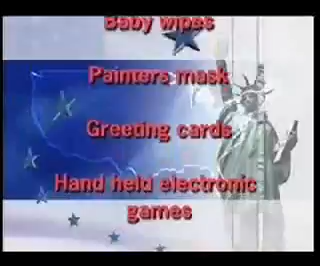 Baby wipes
Painters mask
Greeting cards
Hand held electronic
games